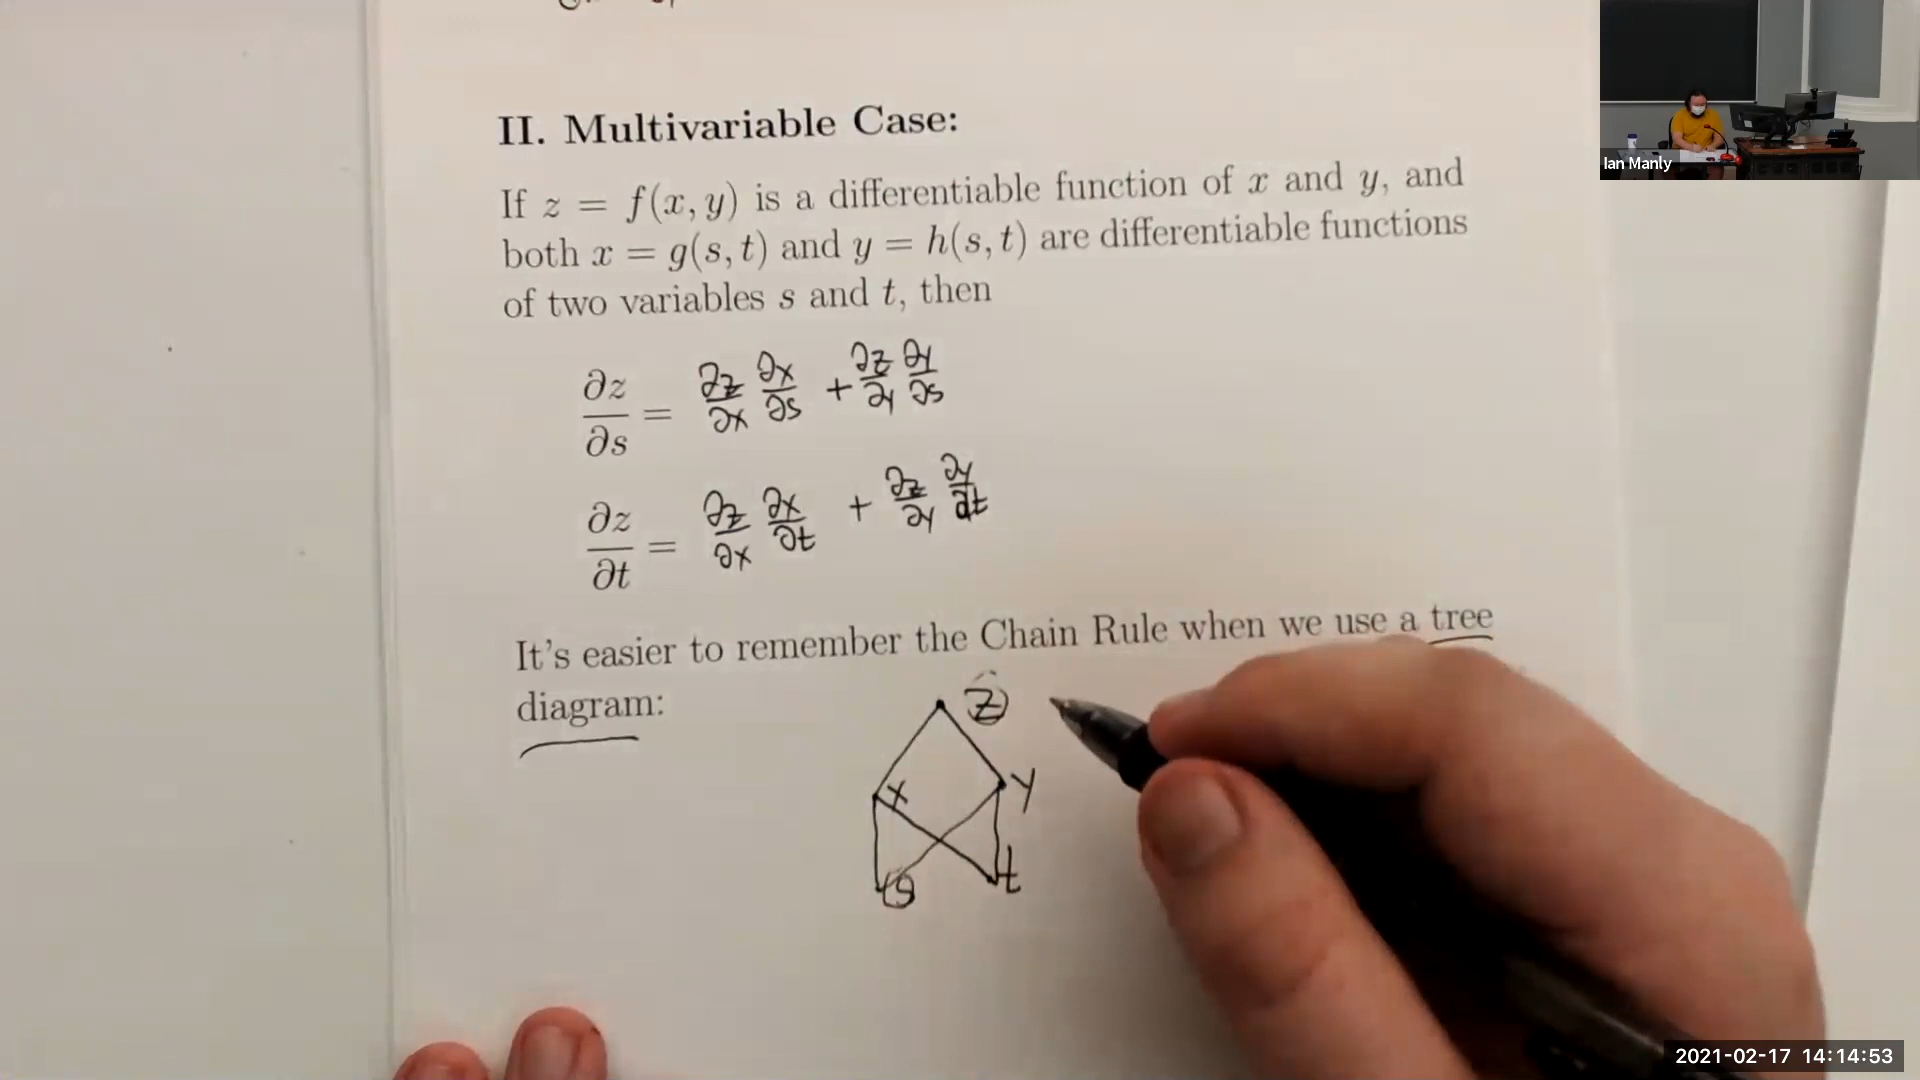 II. Multivariable Case:
If z = f(x, y) is a differentiable function of x and y, and
both x = g(s, t) and y = h(s, t) are differentiable functions
of two variables s and t, then
∂z/∂s = ∂z/∂x ∂x/∂s + ∂z/∂y ∂y/∂s
∂z/∂t = ∂z/∂x ∂x/∂t + ∂z/∂y ∂y/∂t
It's easier to remember the Chain Rule when we use a tree
diagram:
z
x y
s t
Ian Manly
2021-02-17 14:14:53